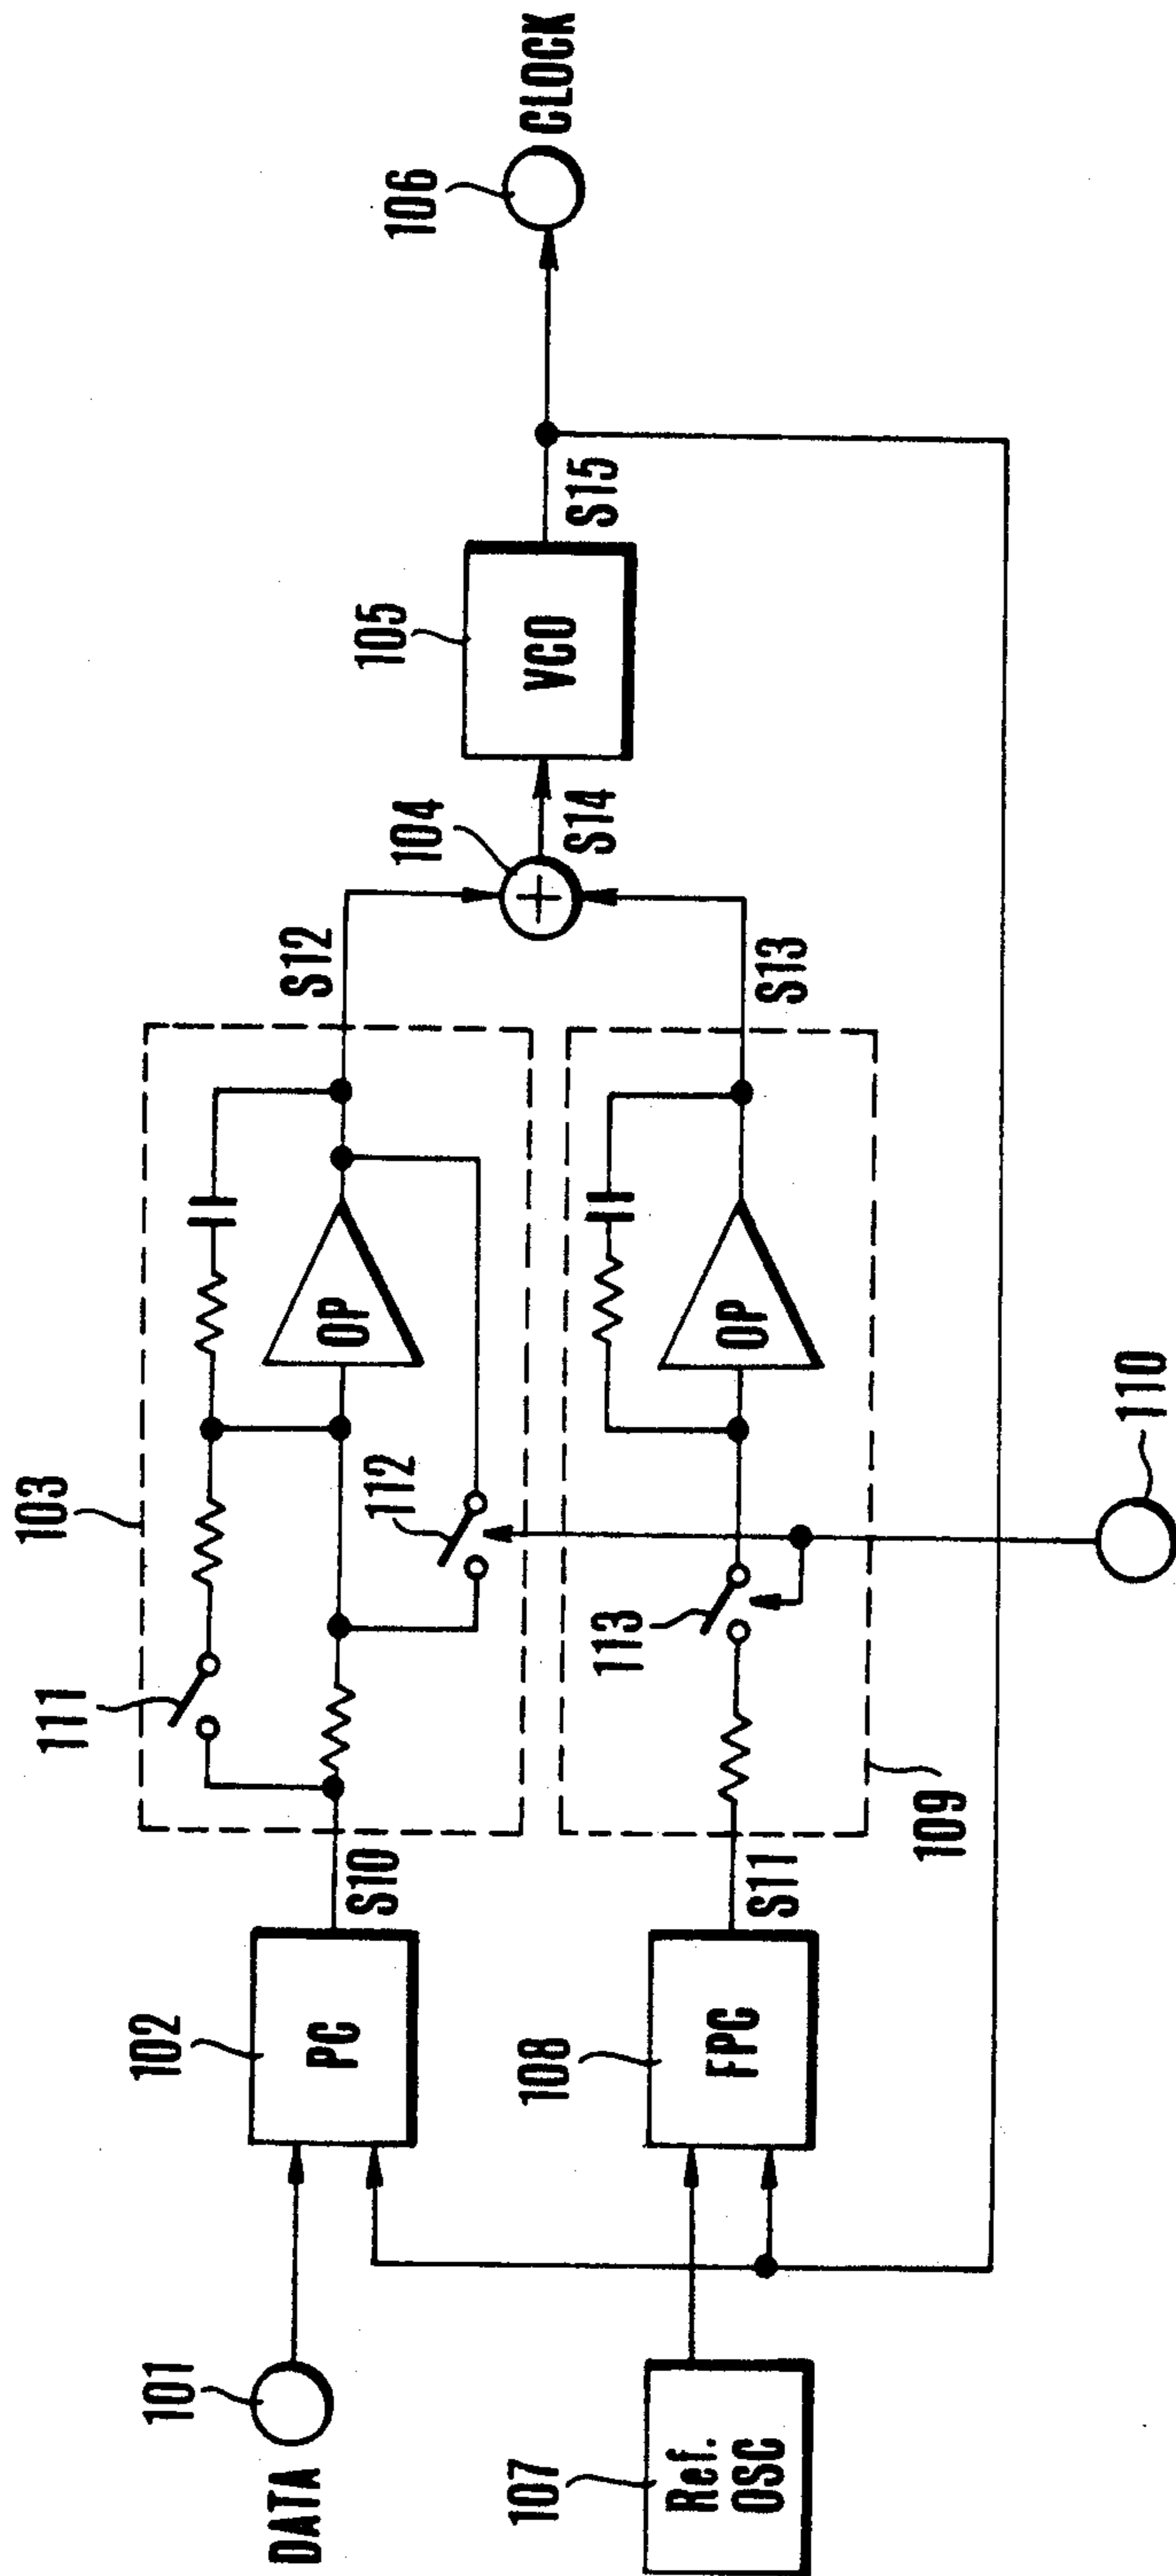 101
DATA
102
PC
S10
103
111
112
OP
S12
104
S14
105
VCO
S15
106
CLOCK
107
Ref.
OSC
108
FPC
S11
109
113
OP
S13
110